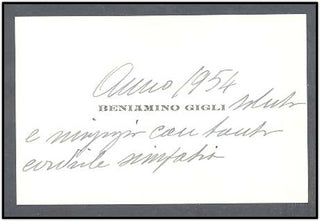 Anno 1954
BENIAMINO GIGLI saluta
e ringrazia con tanta
cordiale simpatia